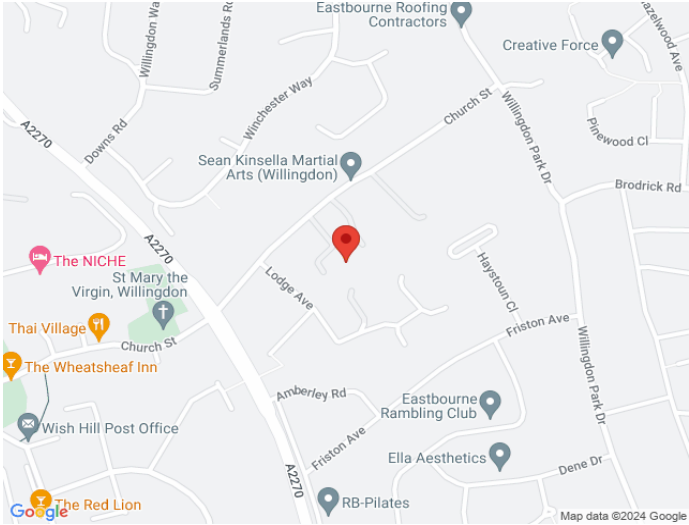 Eastbourne Roofing
Contractors
Creative Force
Willingdon Wa
Summerlands Ro
azelwood Ave
Winchester Way
Church St
Willingdon Park Dr
Pinewood Cl
A2270
Downs Rd
Sean Kinsella Martial
Arts (Willingdon)
Brodrick Rd
A2270
The NICHE
St Mary the
Virgin, Willingdon
Lodge Ave
Haystoun Cl
Thai Village
Church St
Friston Ave
The Wheatsheaf Inn
Willingdon Park Dr
Amberley Rd
Eastbourne
Rambling Club
Wish Hill Post Office
Friston Ave
Ella Aesthetics
Dene Dr
A2270
The Red Lion
RB-Pilates
Google
Map data ©2024 Google